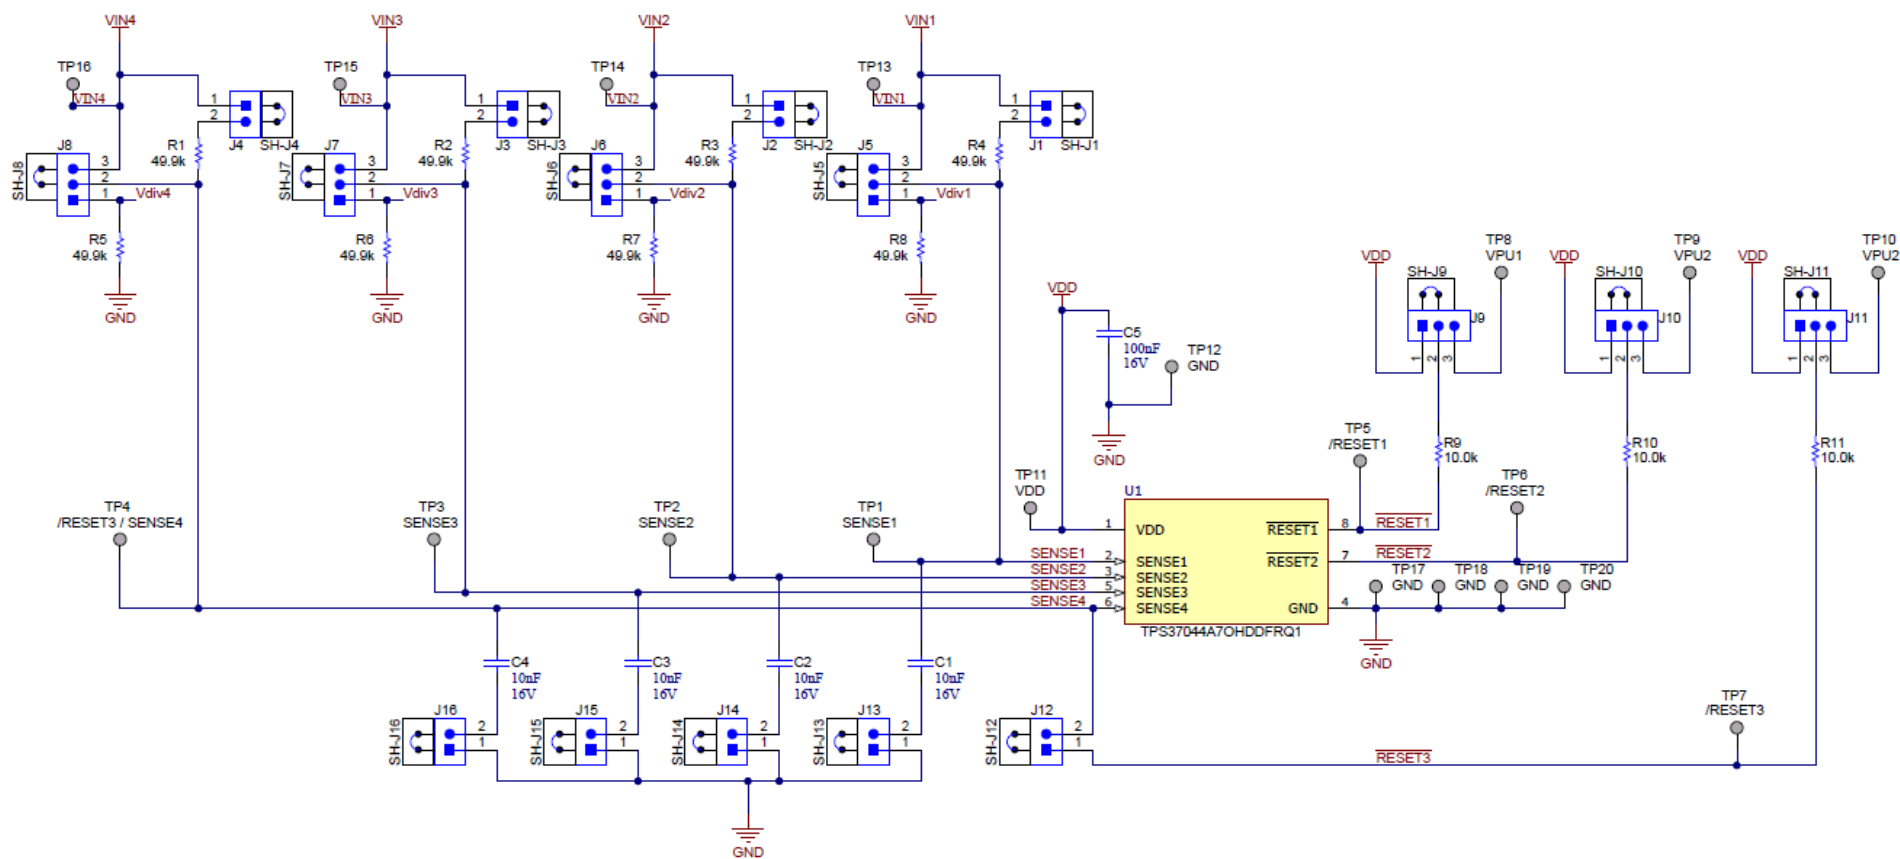 VIN4
VIN3
VIN2
VIN1
TP16
TP15
TP14
TP13
VIN4
VIN3
VIN2
VIN1
1
2
J4
SH-J4
1
2
J3
SH-J3
1
2
J2
SH-J2
1
2
J1
SH-J1
R1
49.9k
R2
49.9k
R3
49.9k
R4
49.9k
J8
SH-J8
3
2
1
Vdiv4
J7
SH-J7
3
2
1
Vdiv3
J6
SH-J6
3
2
1
Vdiv2
J5
SH-J5
3
2
1
Vdiv1
R5
49.9k
R6
49.9k
R7
49.9k
R8
49.9k
GND
GND
GND
GND
VDD
C5
100nF
16V
TP12
GND
GND
VDD
SH-J9
TP8
VPU1
J9
1
2
3
VDD
SH-J10
TP9
VPU2
J10
1
2
3
VDD
SH-J11
TP10
VPU2
J11
1
2
3
R9
10.0k
R10
10.0k
R11
10.0k
TP5
/RESET1
TP6
/RESET2
TP4
/RESET3 / SENSE4
TP3
SENSE3
TP2
SENSE2
TP1
SENSE1
TP11
VDD
U1
1
VDD
RESET1
8
RESET1
SENSE1
2
SENSE1
RESET2
7
RESET2
SENSE2
3
SENSE2
SENSE3
5
SENSE3
SENSE4
6
SENSE4
GND
4
TPS37044A7OHDDFRQ1
TP17
GND
TP18
GND
TP19
GND
TP20
GND
GND
C4
10nF
16V
C3
10nF
16V
C2
10nF
16V
C1
10nF
16V
SH-J16
J16
2
1
SH-J15
J15
2
1
SH-J14
J14
2
1
SH-J13
J13
2
1
SH-J12
J12
2
1
TP7
/RESET3
RESET3
GND